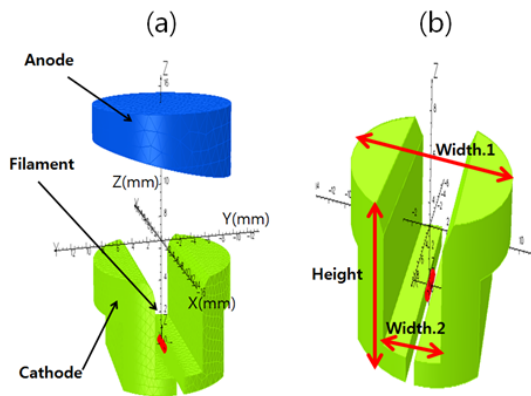 (a)
(b)
Anode
Z
Filament
Z(mm)
Y(mm)
X(mm)
Cathode
Z
Width.1
Height
Width.2